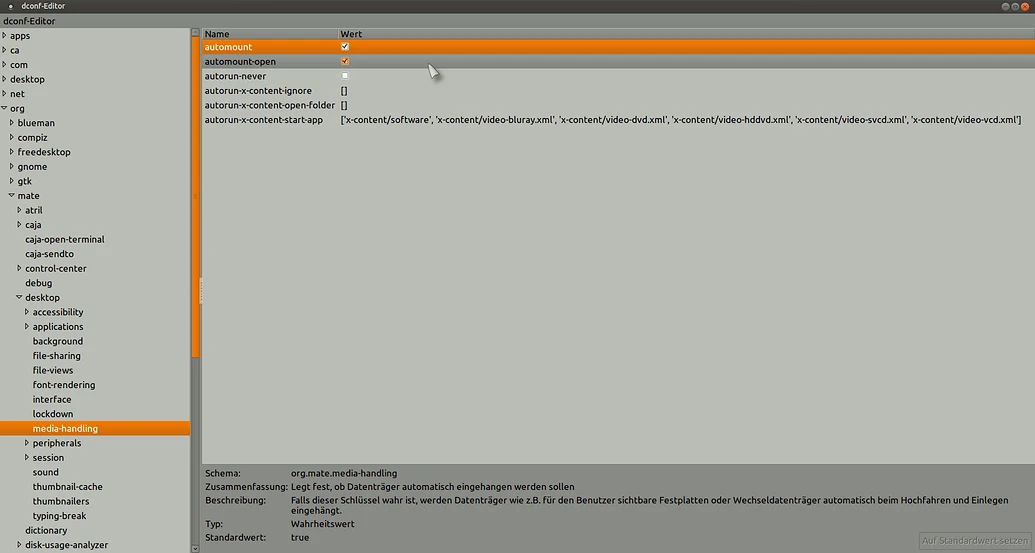 dconf-Editor
dconf-Editor
apps
ca
com
desktop
net
org
blueman
compiz
freedesktop
gnome
gtk
mate
atril
caja
caja-open-terminal
caja-sendto
control-center
debug
desktop
accessibility
applications
background
file-sharing
file-views
font-rendering
interface
lockdown
media-handling
peripherals
session
sound
thumbnail-cache
thumbnailers
typing-break
dictionary
disk-usage-analyzer
Name Wert
automount
automount-open
autorun-never
autorun-x-content-ignore []
autorun-x-content-open-folder []
autorun-x-content-start-app ['x-content/software', 'x-content/video-bluray.xml', 'x-content/video-dvd.xml', 'x-content/video-hddvd.xml', 'x-content/video-svcd.xml', 'x-content/video-vcd.xml']
Schema: org.mate.media-handling
Zusammenfassung: Legt fest, ob Datenträger automatisch eingehangen werden sollen
Beschreibung: Falls dieser Schlüssel wahr ist, werden Datenträger wie z.B. für den Benutzer sichtbare Festplatten oder Wechseldatenträger automatisch beim Hochfahren und Einlegen
eingehängt.
Typ: Wahrheitswert
Standardwert: true
Auf Standardwert setzen